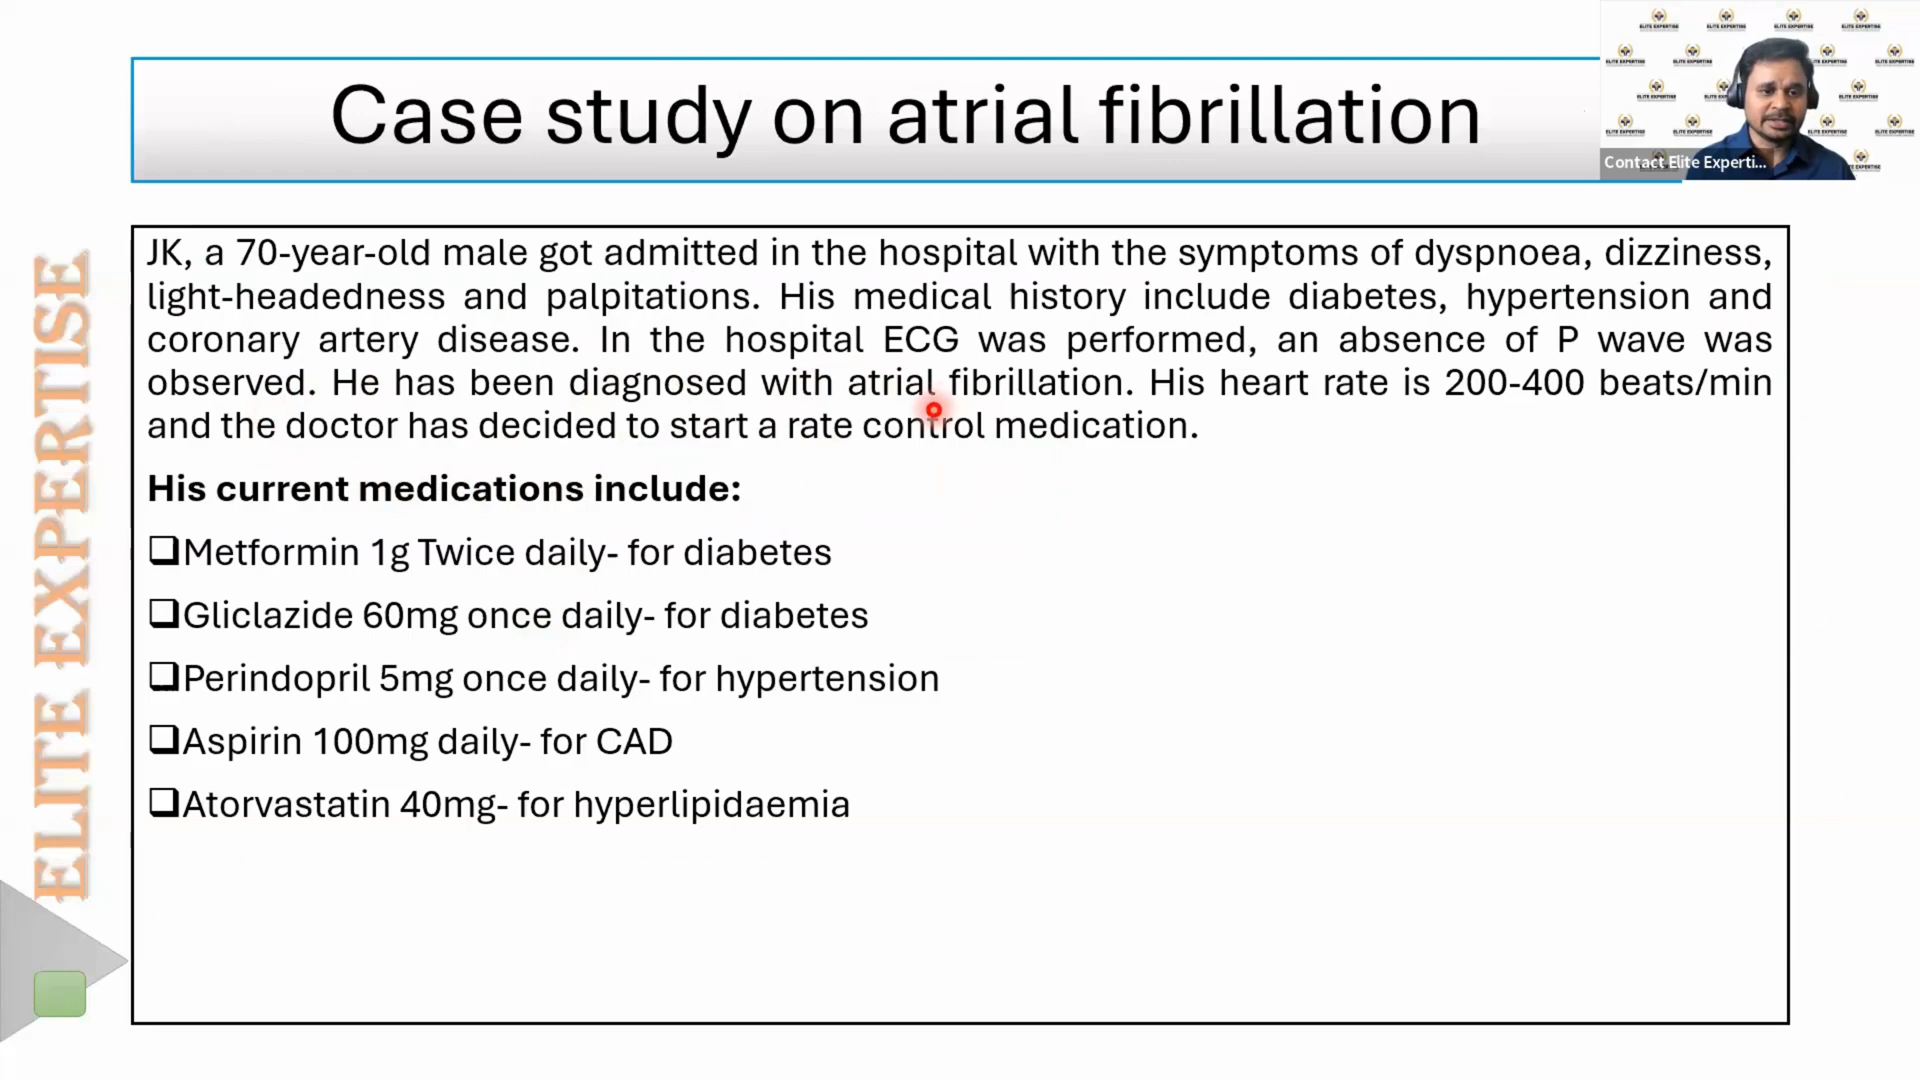 Case study on atrial fibrillation
Contact Elite Experti...
ELITE EXPERTISE
JK, a 70-year-old male got admitted in the hospital with the symptoms of dyspnoea, dizziness,
light-headedness and palpitations. His medical history include diabetes, hypertension and
coronary artery disease. In the hospital ECG was performed, an absence of P wave was
observed. He has been diagnosed with atrial fibrillation. His heart rate is 200-400 beats/min
and the doctor has decided to start a rate control medication.
His current medications include:
Metformin 1g Twice daily- for diabetes
Gliclazide 60mg once daily- for diabetes
Perindopril 5mg once daily- for hypertension
Aspirin 100mg daily- for CAD
Atorvastatin 40mg- for hyperlipidaemia